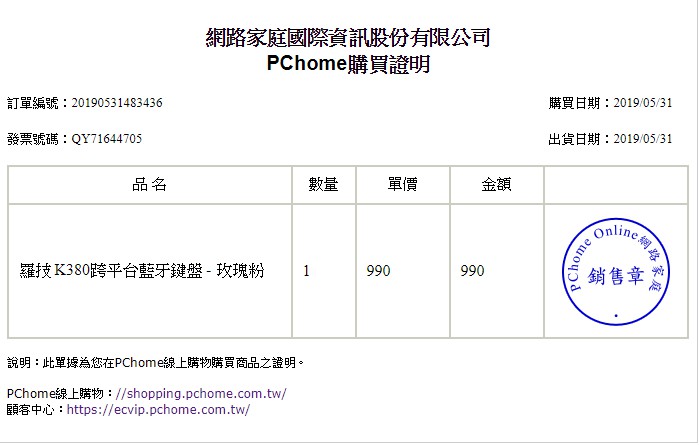 網路家庭國際資訊股份有限公司
PChome購買證明
訂單編號：20190531483436 購買日期：2019/05/31
發票號碼：QY71644705 出貨日期：2019/05/31
品 名 數量 單價 金額
羅技 K380跨平台藍牙鍵盤 - 玫瑰粉 1 990 990
PChome Online網路家庭
銷售章
說明：此單據為您在PChome線上購物購買商品之證明。
PChome線上購物：//shopping.pchome.com.tw/
顧客中心：https://ecvip.pchome.com.tw/